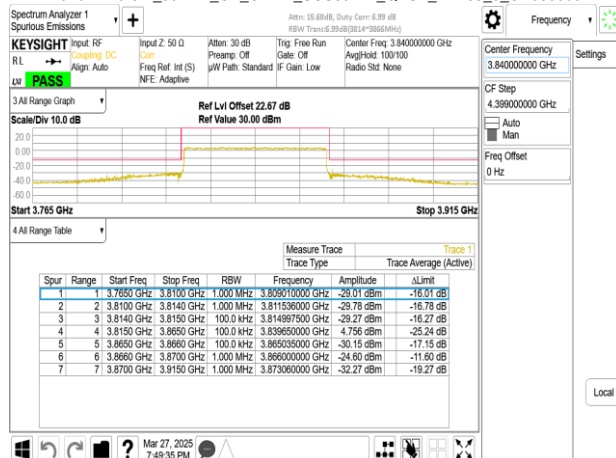 Spectrum Analyzer 1
Spurious Emissions
Attn: 15.68dB, Duty Corr: 6.99 dB
RBW Trans:6.99dB(3814~3866MHz)
Frequency
Settings
KEYSIGHT Input: RF Input Z: 50 Ω Atten: 30 dB Trig: Free Run Center Freq: 3.840000000 GHz
RL Coupling: DC Corr Preamp: Off Gate: Off Avg|Hold: 100/100
Align: Auto Freq Ref: Int (S) µW Path: Standard IF Gain: Low Radio Std: None
PASS NFE: Adaptive
Center Frequency
3.840000000 GHz
CF Step
4.399000000 GHz
Auto
Man
Freq Offset
0 Hz
3 All Range Graph
Ref Lvl Offset 22.67 dB
Scale/Div 10.0 dB Ref Value 30.00 dBm
20.0
0.00
-20.0
-40.0
-60.0
Start 3.765 GHz Stop 3.915 GHz
4 All Range Table
Measure Trace Trace 1
Trace Type Trace Average (Active)
Spur Range Start Freq Stop Freq RBW Frequency Amplitude ΔLimit
1 1 3.7650 GHz 3.8100 GHz 1.000 MHz 3.809010000 GHz -29.01 dBm -16.01 dB
2 2 3.8100 GHz 3.8140 GHz 1.000 MHz 3.811536000 GHz -29.78 dBm -16.78 dB
3 3 3.8140 GHz 3.8150 GHz 100.0 kHz 3.814997500 GHz -29.27 dBm -16.27 dB
4 4 3.8150 GHz 3.8650 GHz 100.0 kHz 3.839650000 GHz 4.756 dBm -25.24 dB
5 5 3.8650 GHz 3.8660 GHz 100.0 kHz 3.865035000 GHz -30.15 dBm -17.15 dB
6 6 3.8660 GHz 3.8700 GHz 1.000 MHz 3.866000000 GHz -24.60 dBm -11.60 dB
7 7 3.8700 GHz 3.9150 GHz 1.000 MHz 3.873060000 GHz -32.27 dBm -19.27 dB
Local
Mar 27, 2025
7:49:35 PM